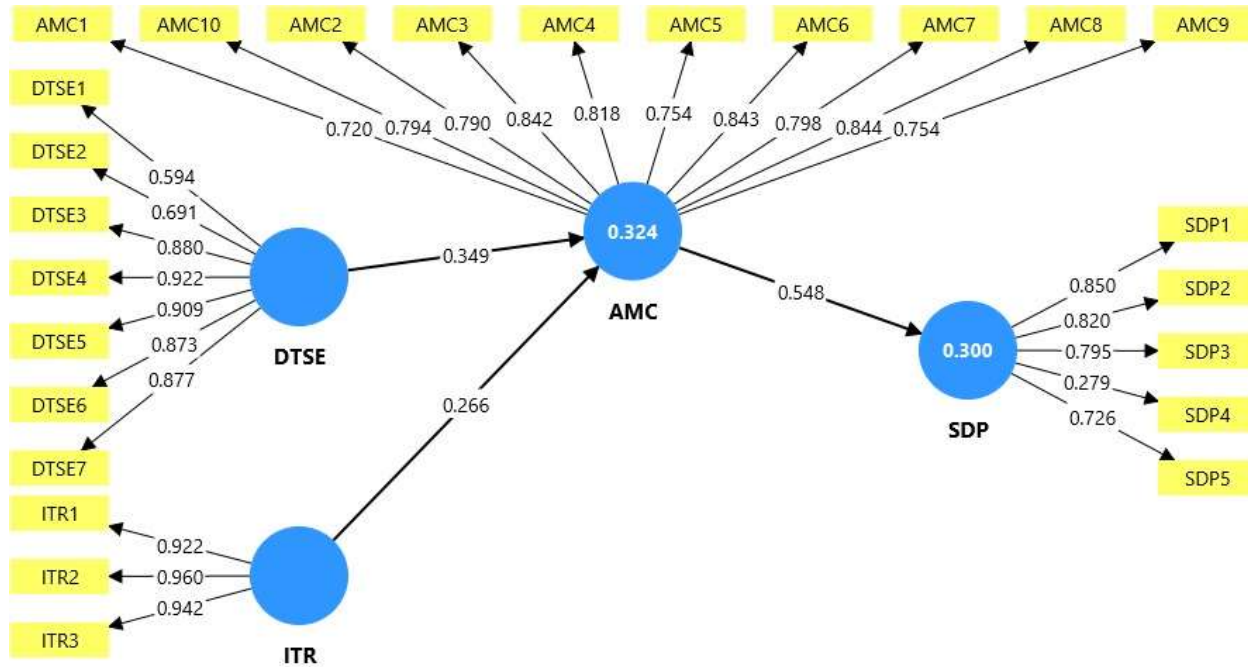 AMC1 AMC10 AMC2 AMC3 AMC4 AMC5 AMC6 AMC7 AMC8 AMC9
0.720 0.794 0.790 0.842 0.818 0.754 0.843 0.798 0.844 0.754
DTSE1
DTSE2
DTSE3
DTSE4
DTSE5
DTSE6
DTSE7
0.594
0.691
0.880
0.922
0.909
0.873
0.877
DTSE
0.349
0.324
AMC
0.548
0.266
ITR1
ITR2
ITR3
0.922
0.960
0.942
ITR
0.300
SDP
0.850
0.820
0.795
0.279
0.726
SDP1
SDP2
SDP3
SDP4
SDP5